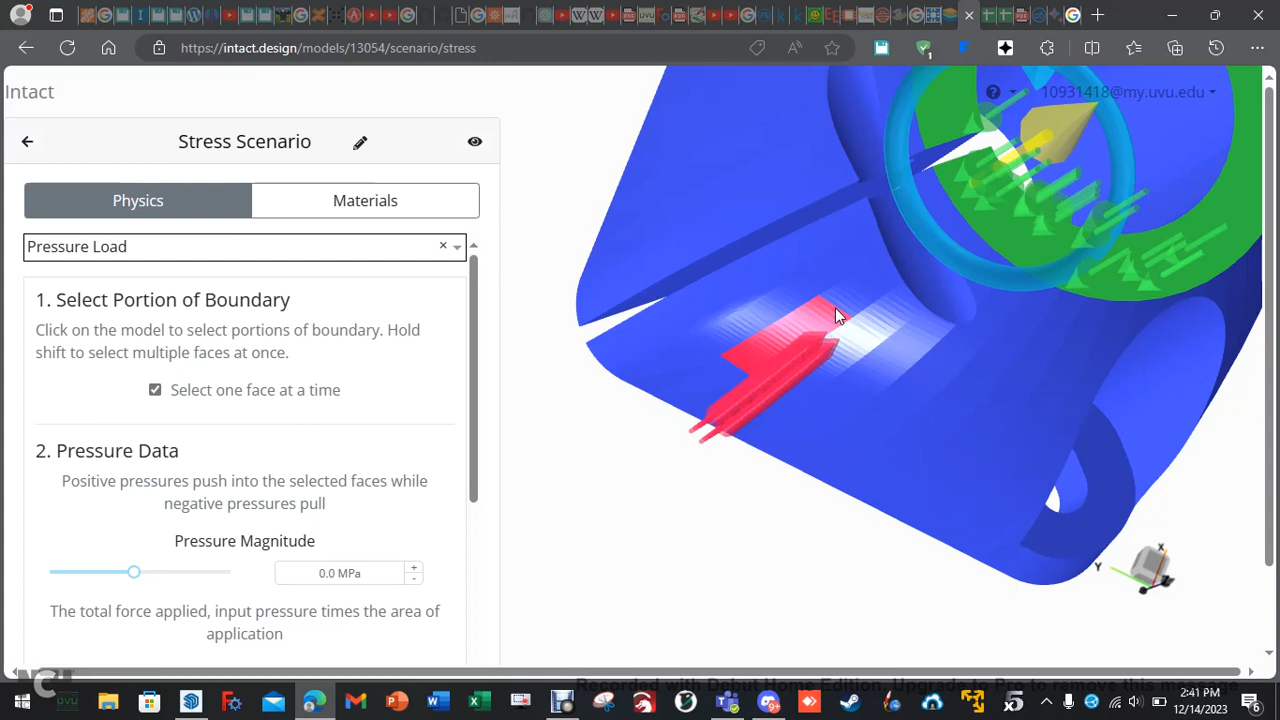 https://intact.design/models/13054/scenario/stress
1
Intact
10931418@my.uvu.edu
Stress Scenario
Physics
Materials
Pressure Load
1. Select Portion of Boundary
Click on the model to select portions of boundary. Hold
shift to select multiple faces at once.
Select one face at a time
2. Pressure Data
Positive pressures push into the selected faces while
negative pressures pull
Pressure Magnitude
0.0 MPa
+
-
The total force applied, input pressure times the area of
application
X
Y
NCH
Recorded with Debut Home Edition. Upgrade to Pro to remove this message.
UVU
2:41 PM
12/14/2023
6